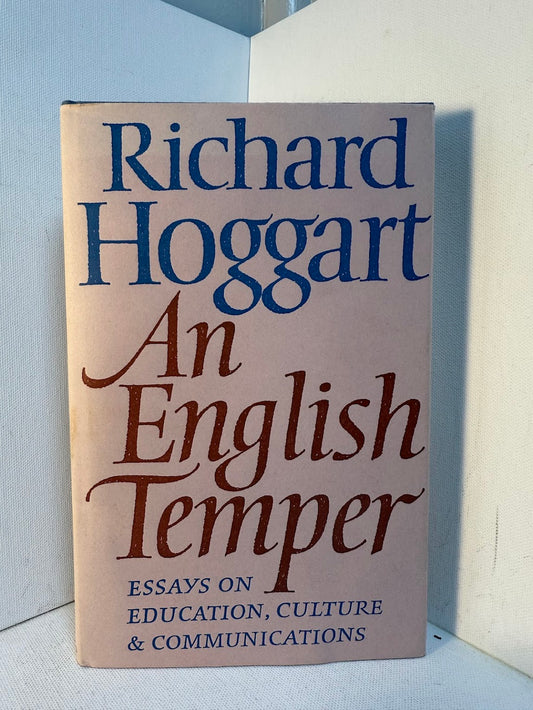 Richard
Hoggart
An
English
Temper
ESSAYS ON
EDUCATION, CULTURE
& COMMUNICATIONS